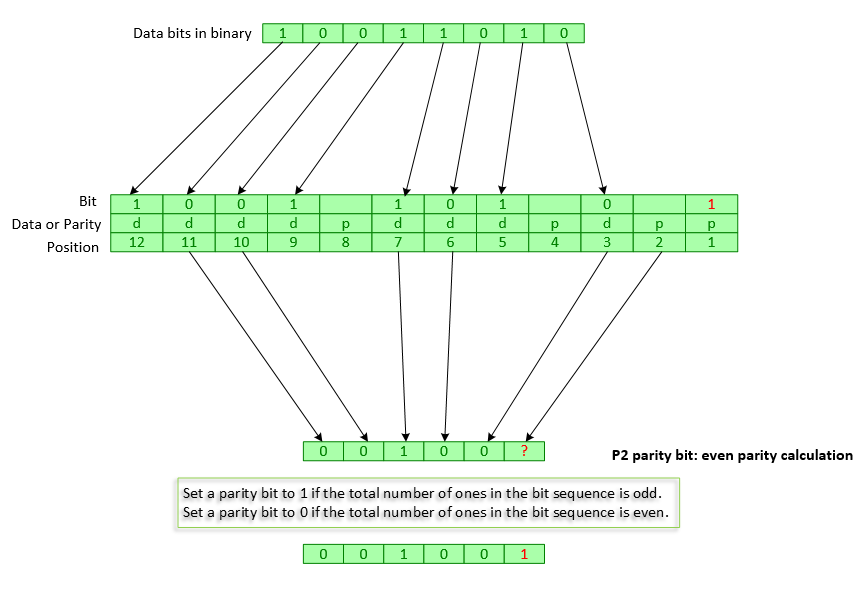 Data bits in binary 1 0 0 1 1 0 1 0
Bit 1 0 0 1 1 0 1 0 1
Data or Parity d d d d p d d d p d p p
Position 12 11 10 9 8 7 6 5 4 3 2 1
0 0 1 0 0 ?
P2 parity bit: even parity calculation
Set a parity bit to 1 if the total number of ones in the bit sequence is odd.
Set a parity bit to 0 if the total number of ones in the bit sequence is even.
0 0 1 0 0 1